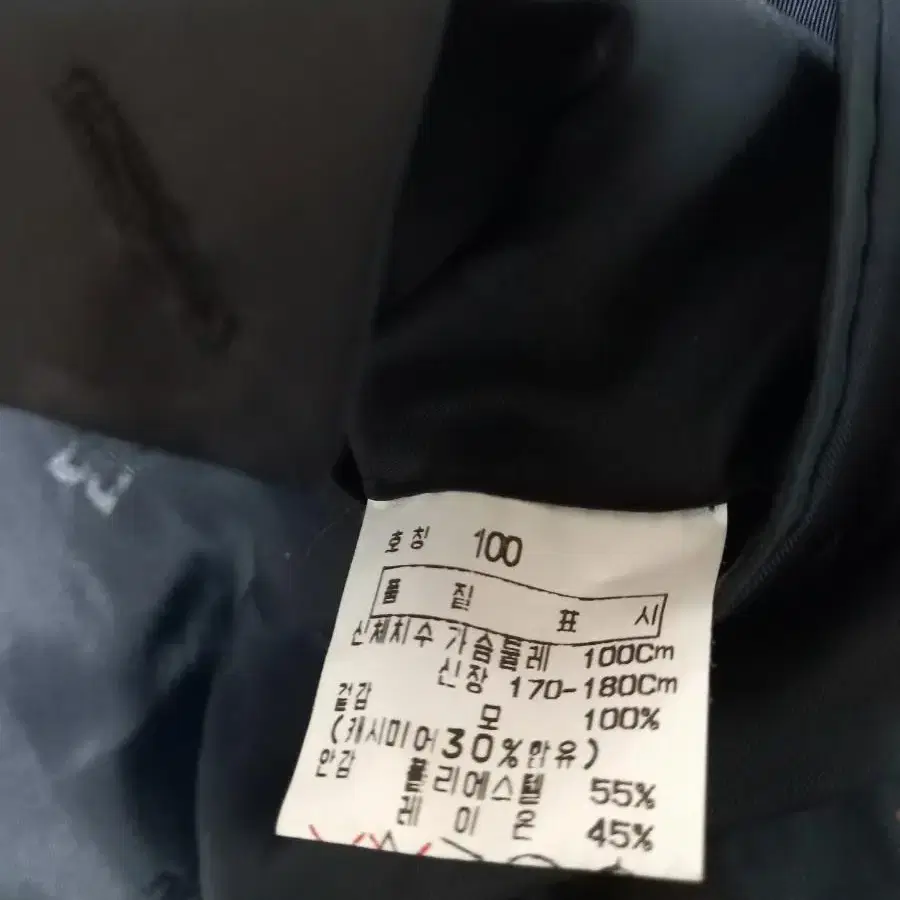 호칭 100
품질표시
신체치수 가슴둘레 100Cm
신장 170-180Cm
겉감 모 100%
(캐시미어30%함유)
안감 폴리에스텔 55%
레이온 45%